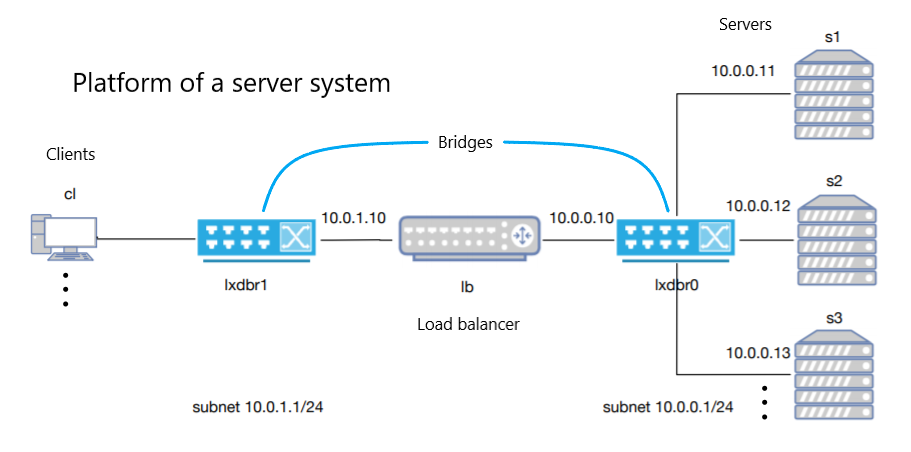 Servers
s1
10.0.0.11
Platform of a server system
Bridges
Clients
cl
s2
10.0.1.10
10.0.0.10
10.0.0.12
lxdbr1
lb
lxdbr0
Load balancer
s3
10.0.0.13
subnet 10.0.1.1/24
subnet 10.0.0.1/24